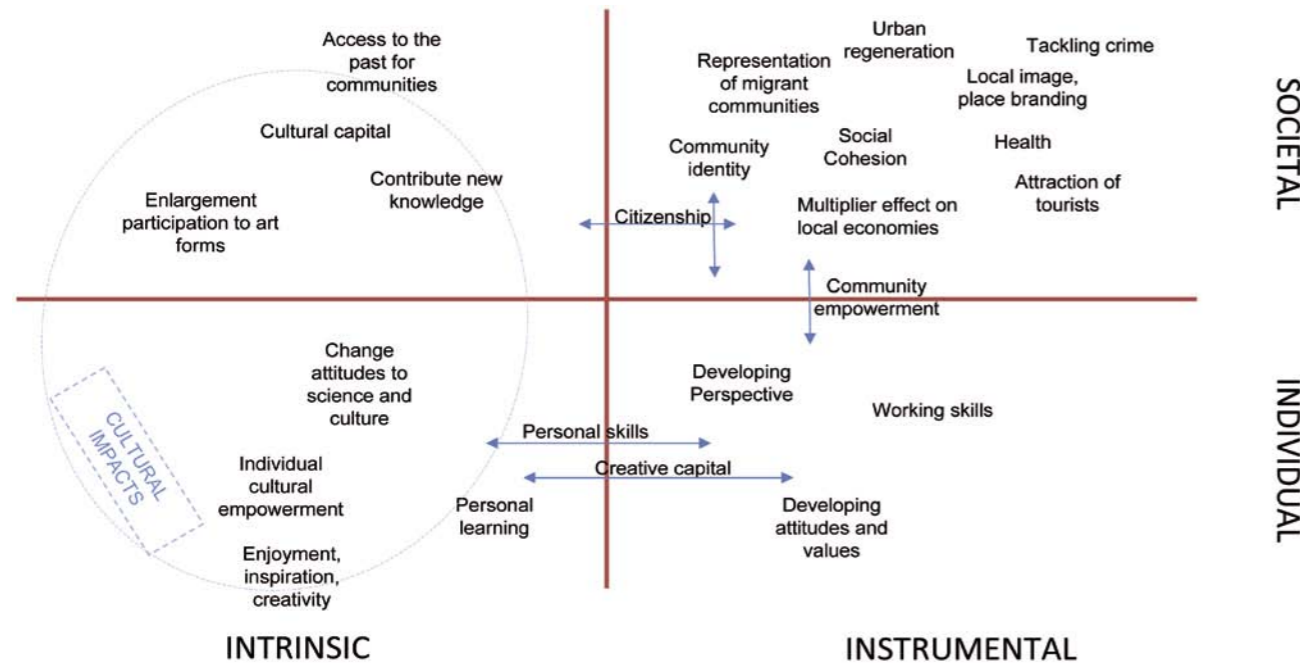 Access to the
past for
communities
Cultural capital
Contribute new
knowledge
Enlargement
participation to art
forms
Urban
regeneration
Tackling crime
Representation
of migrant
communities
Local image,
place branding
Community
identity
Social
Cohesion
Health
Attraction of
tourists
Citizenship
Multiplier effect on
local economies
Community
empowerment
SOCIETAL
Change
attitudes to
science and
culture
CULTURAL
IMPACTS
Individual
cultural
empowerment
Enjoyment,
inspiration,
creativity
Personal
learning
Personal skills
Creative capital
Developing
Perspective
Working skills
Developing
attitudes and
values
INDIVIDUAL
INTRINSIC
INSTRUMENTAL